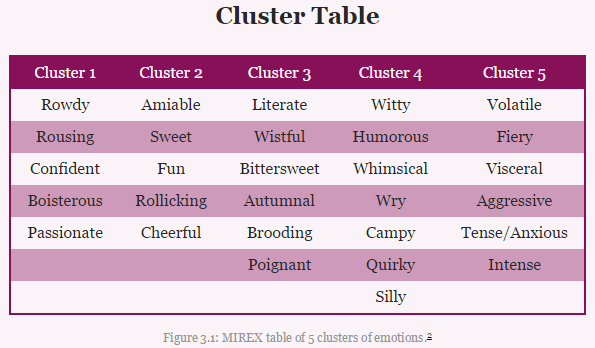 Cluster Table
Cluster 1 Cluster 2 Cluster 3 Cluster 4 Cluster 5
Rowdy Amiable Literate Witty Volatile
Rousing Sweet Wistful Humorous Fiery
Confident Fun Bittersweet Whimsical Visceral
Boisterous Rollicking Autumnal Wry Aggressive
Passionate Cheerful Brooding Campy Tense/Anxious
Poignant Quirky Intense
Silly
Figure 3.1: MIREX table of 5 clusters of emotions.2